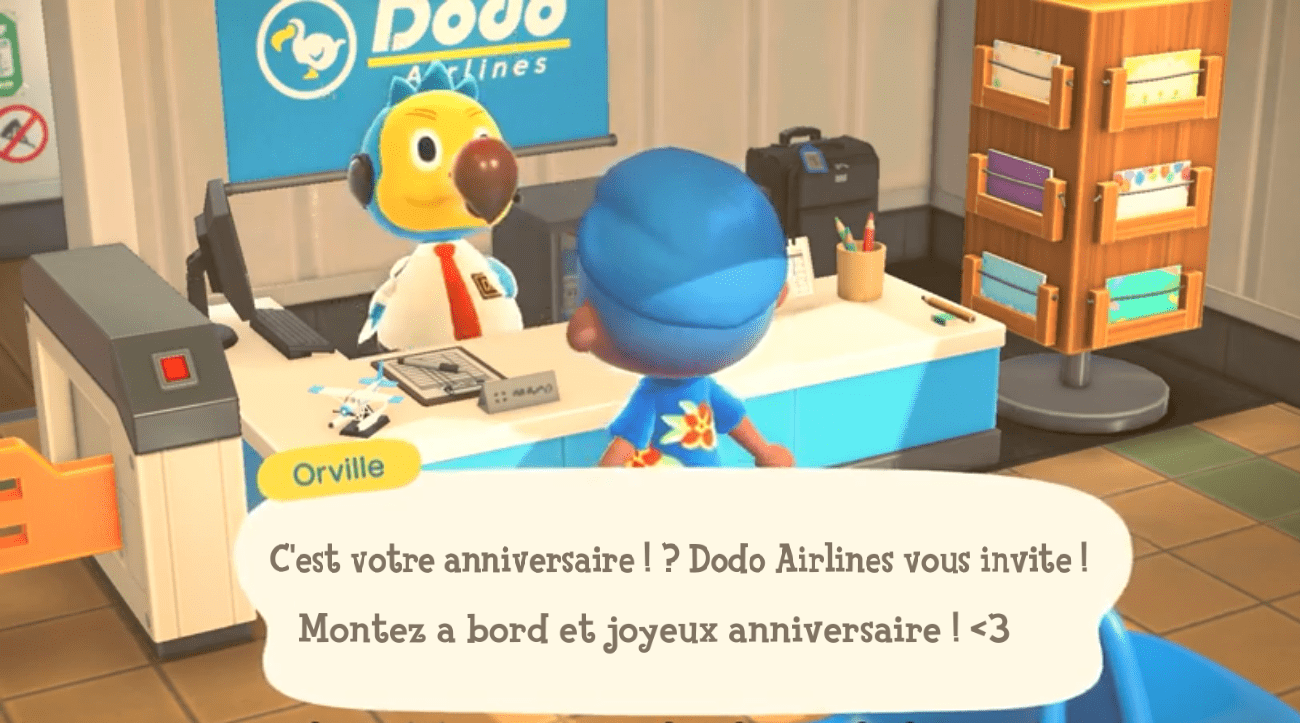 Dodo
Airlines
Orville
C'est votre anniversaire ! ? Dodo Airlines vous invite !
Montez a bord et joyeux anniversaire ! <3